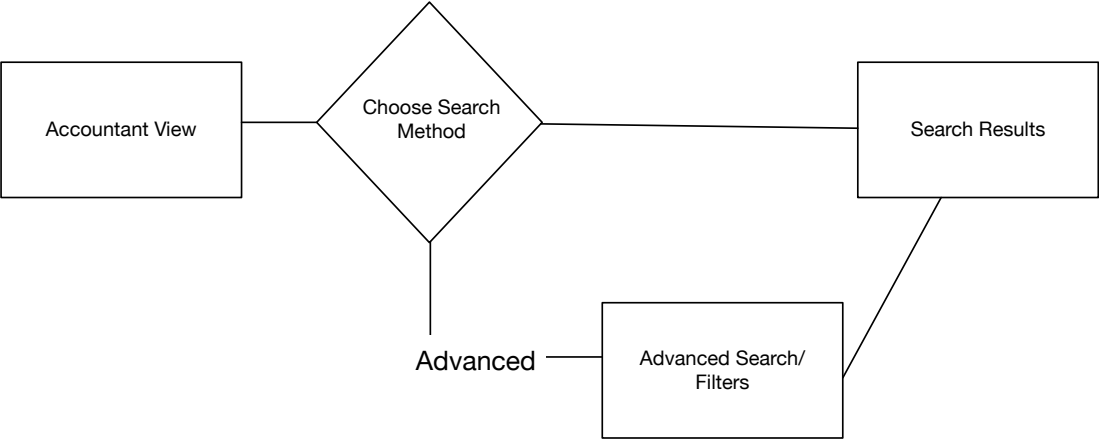 Accountant View
Choose Search
Method
Search Results
Advanced
Advanced Search/
Filters